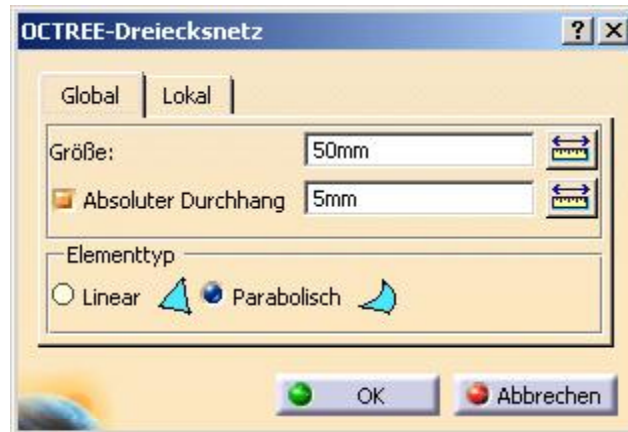 OCTREE-Dreiecksnetz
Global Lokal
Größe: 50mm
Absoluter Durchhang 5mm
Elementtyp
Linear Parabolisch
OK Abbrechen